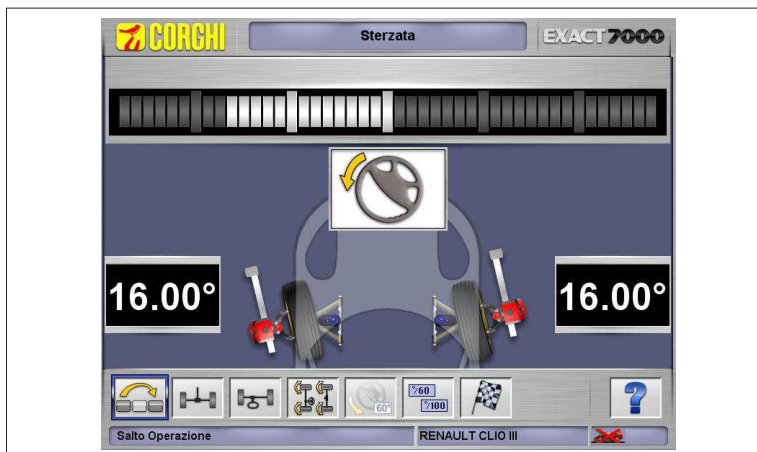 CORGHI
Sterzata
EXACT7000
16.00°
16.00°
60°
°/60
°/100
?
Salto Operazione
RENAULT CLIO III